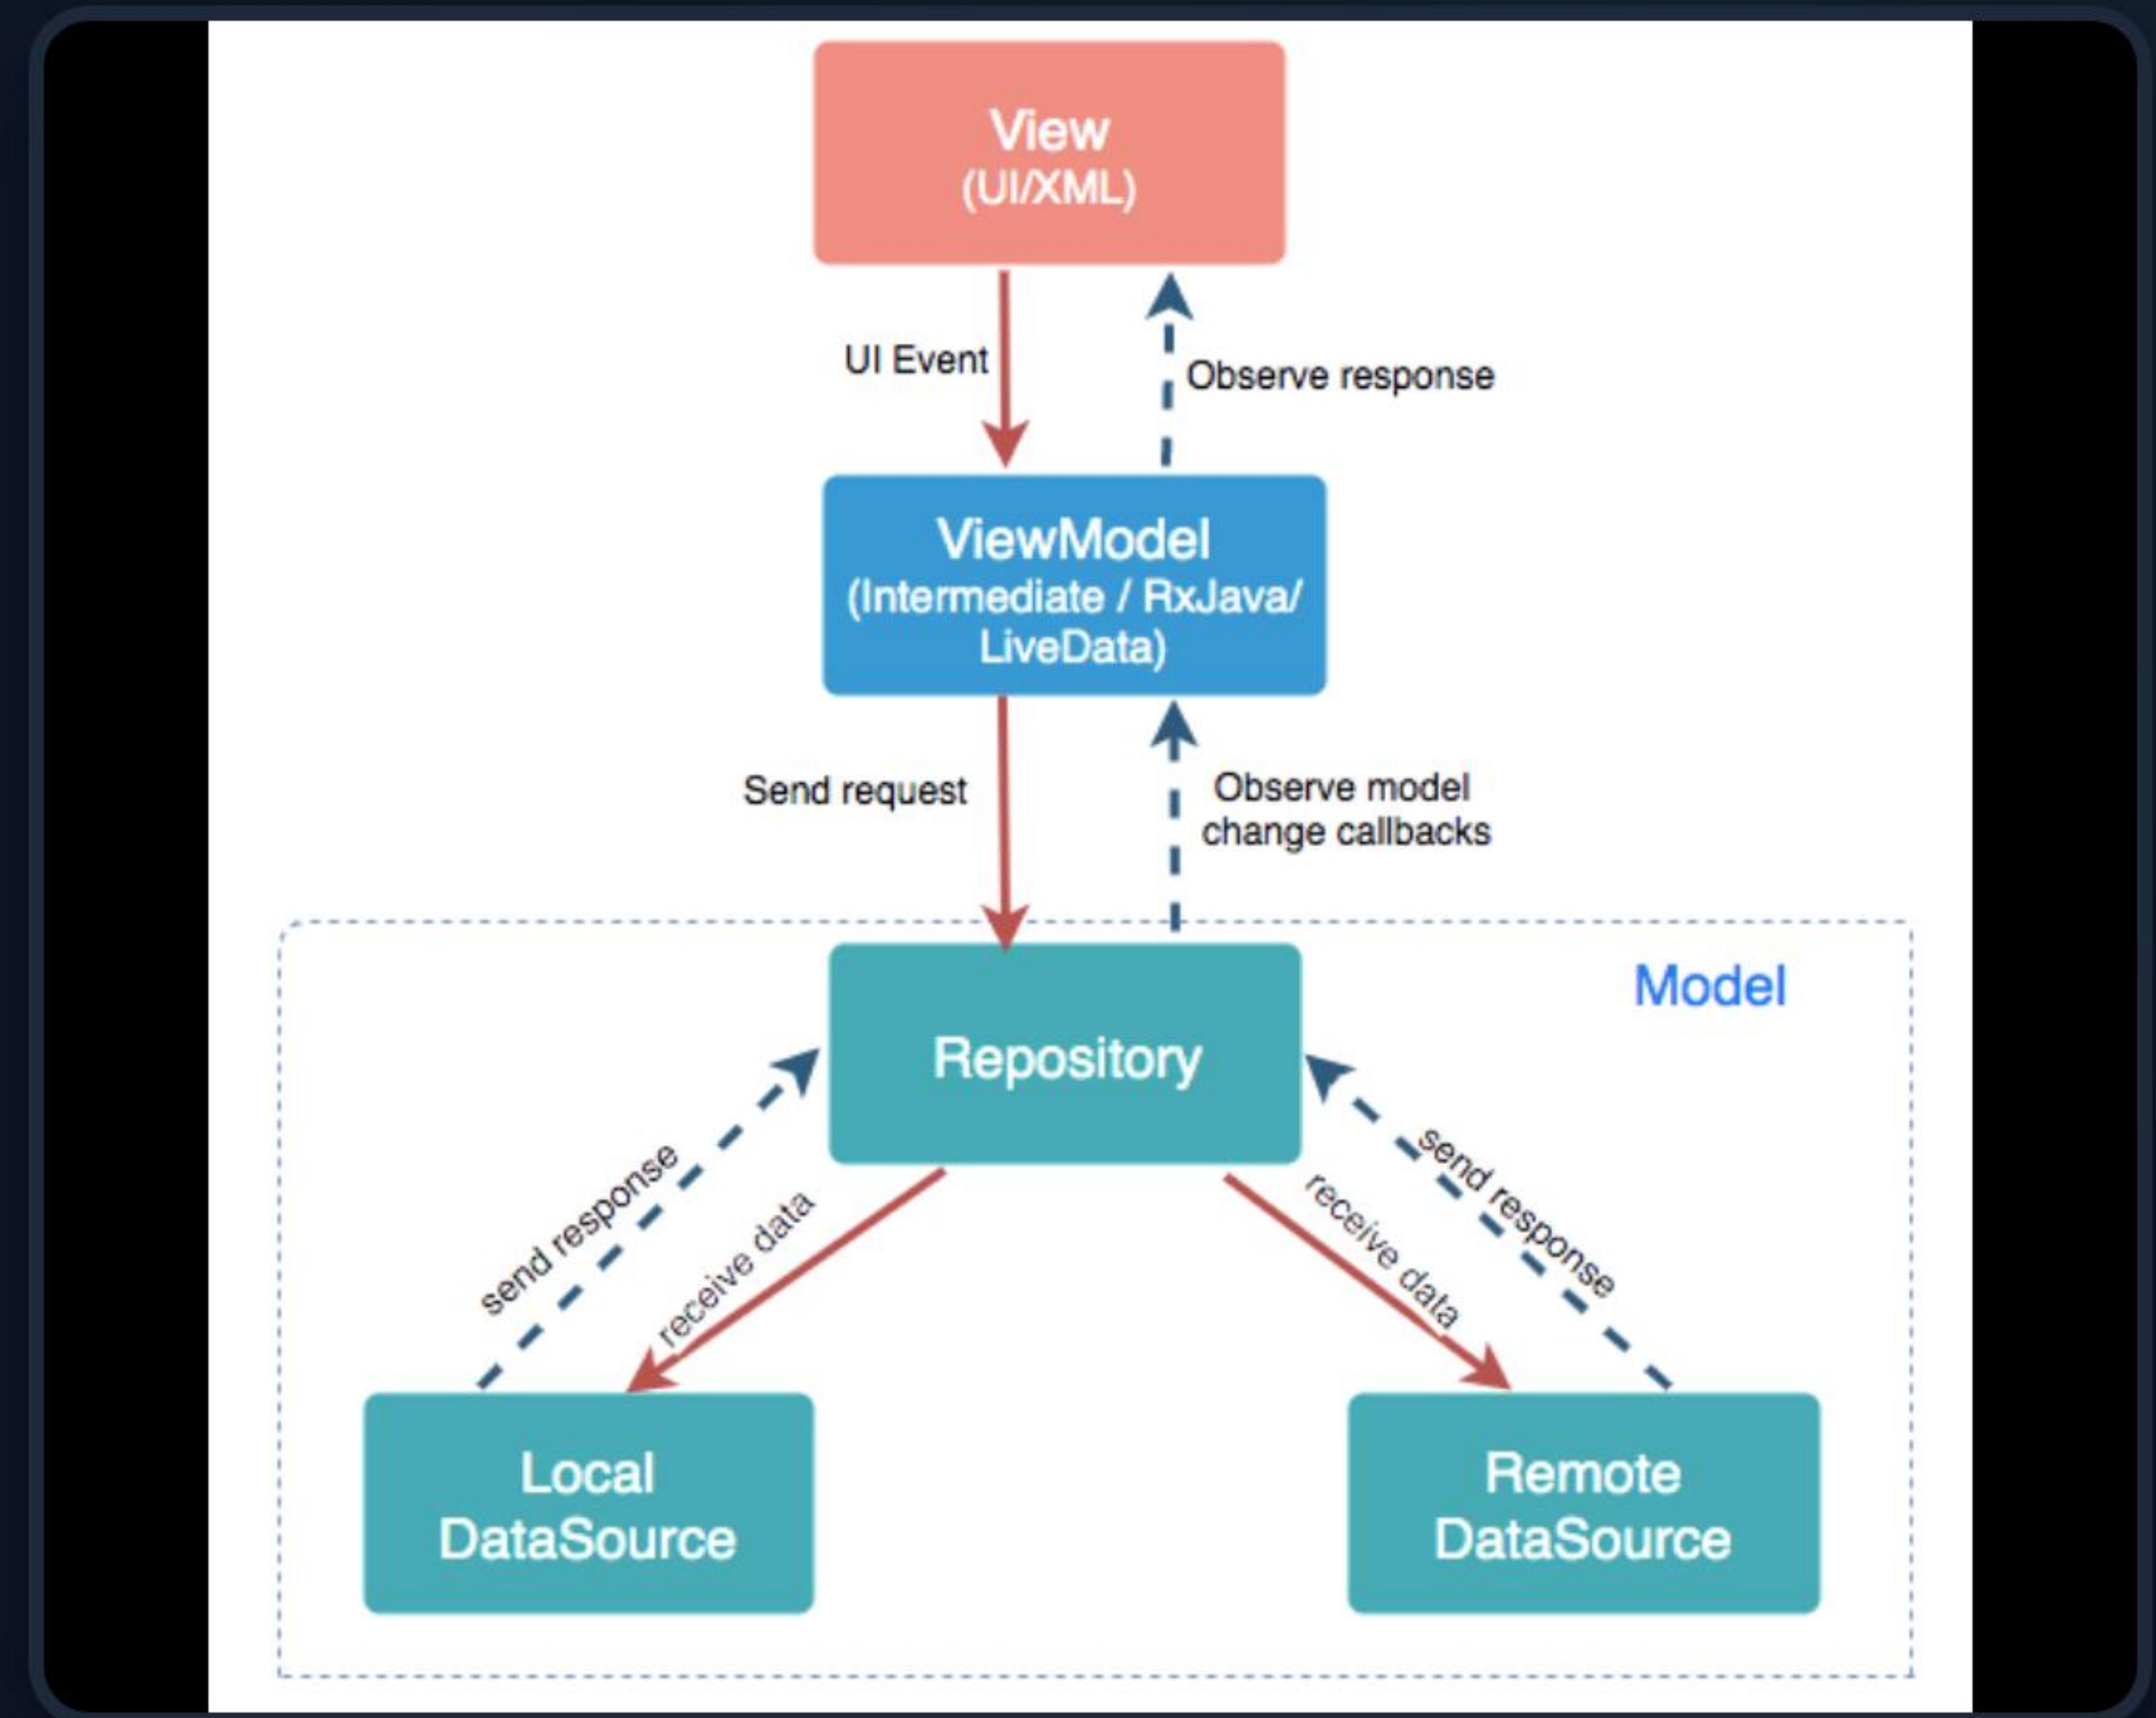 View
(UI/XML)
UI Event
Observe response
ViewModel
(Intermediate / RxJava/
LiveData)
Send request
Observe model
change callbacks
Model
Repository
send response
receive data
receive data
send response
Local
DataSource
Remote
DataSource